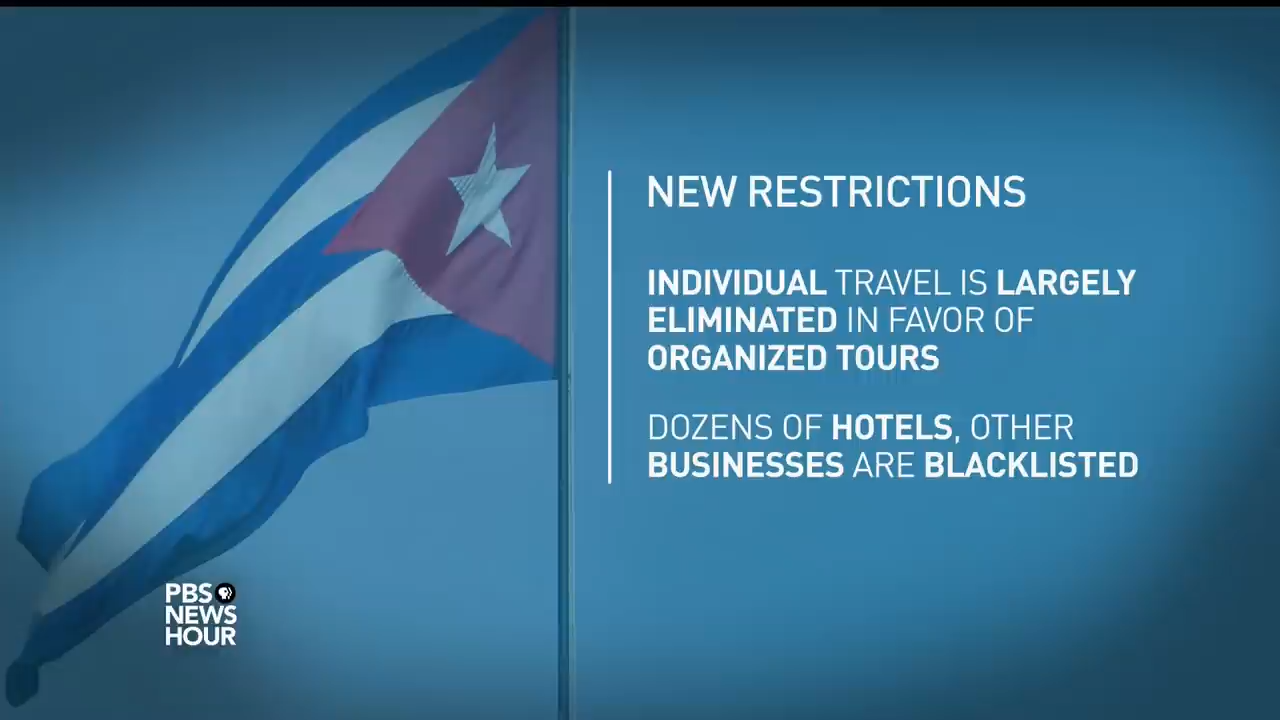 NEW RESTRICTIONS
INDIVIDUAL TRAVEL IS LARGELY
ELIMINATED IN FAVOR OF
ORGANIZED TOURS
DOZENS OF HOTELS, OTHER
BUSINESSES ARE BLACKLISTED
PBS
NEWS
HOUR